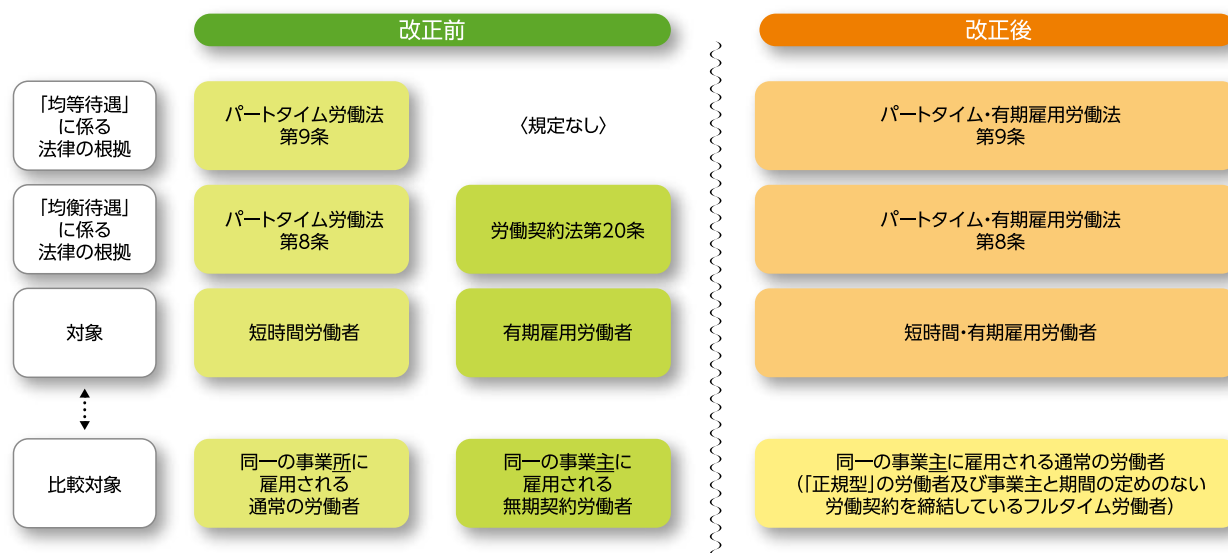 改正前
改正後
「均等待遇」
に係る
法律の根拠
パートタイム労働法
第9条
〈規定なし〉
パートタイム・有期雇用労働法
第9条
「均衡待遇」
に係る
法律の根拠
パートタイム労働法
第8条
労働契約法第20条
パートタイム・有期雇用労働法
第8条
対象
短時間労働者
有期雇用労働者
短時間・有期雇用労働者
比較対象
同一の事業所に
雇用される
通常の労働者
同一の事業主に
雇用される
無期契約労働者
同一の事業主に雇用される通常の労働者
（「正規型」の労働者及び事業主と期間の定めのない
労働契約を締結しているフルタイム労働者）